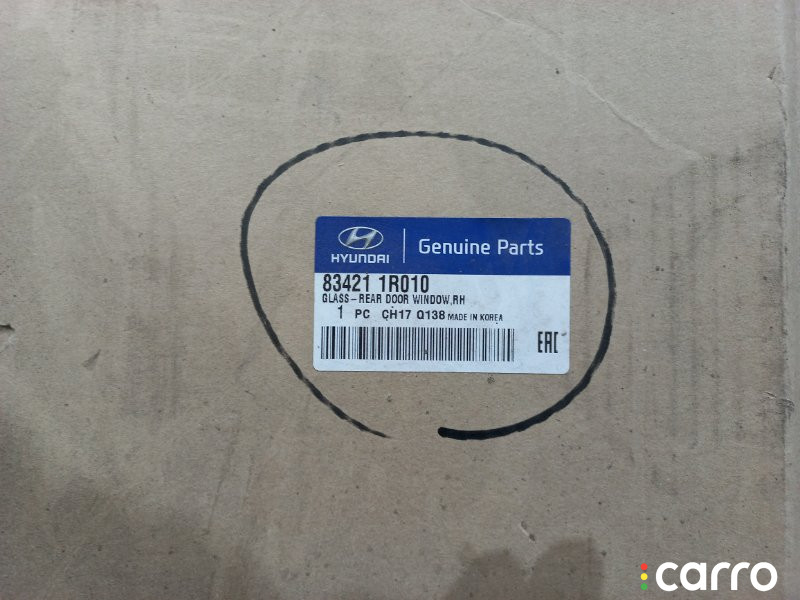 HYUNDAI
Genuine Parts
83421 1R010
GLASS-REAR DOOR WINDOW,RH
1 PC CH17 Q138 MADE IN KOREA
EAC
carro